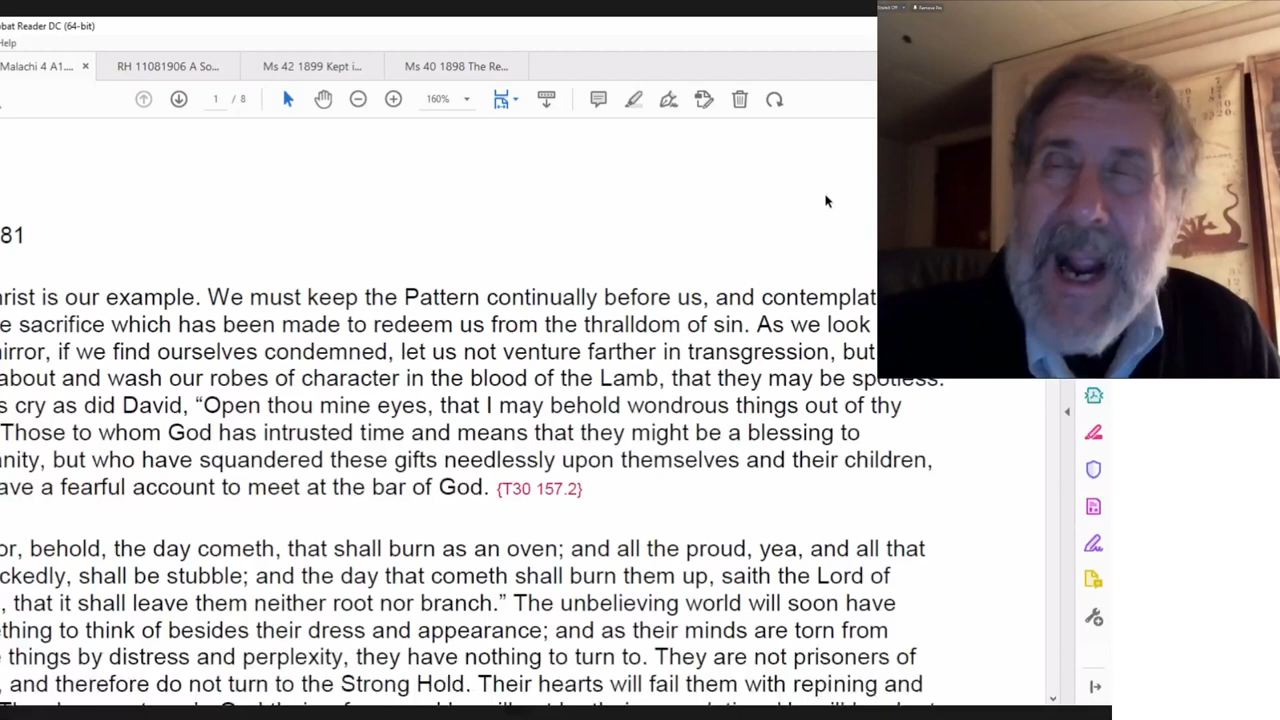 obat Reader DC (64-bit)
Help
Malachi 4 A1.... × RH 11081906 A So... Ms 42 1899 Kept i... Ms 40 1898 The Re...
1 / 8 160%
81
hrist is our example. We must keep the Pattern continually before us, and contemplat
e sacrifice which has been made to redeem us from the thralldom of sin. As we look
nirror, if we find ourselves condemned, let us not venture farther in transgression, but
about and wash our robes of character in the blood of the Lamb, that they may be spotless.
s cry as did David, “Open thou mine eyes, that I may behold wondrous things out of thy
Those to whom God has intrusted time and means that they might be a blessing to
anity, but who have squandered these gifts needlessly upon themselves and their children,
ave a fearful account to meet at the bar of God. {T30 157.2}
or, behold, the day cometh, that shall burn as an oven; and all the proud, yea, and all that
ckedly, shall be stubble; and the day that cometh shall burn them up, saith the Lord of
, that it shall leave them neither root nor branch.” The unbelieving world will soon have
ething to think of besides their dress and appearance; and as their minds are torn from
e things by distress and perplexity, they have nothing to turn to. They are not prisoners of
, and therefore do not turn to the Strong Hold. Their hearts will fail them with repining and